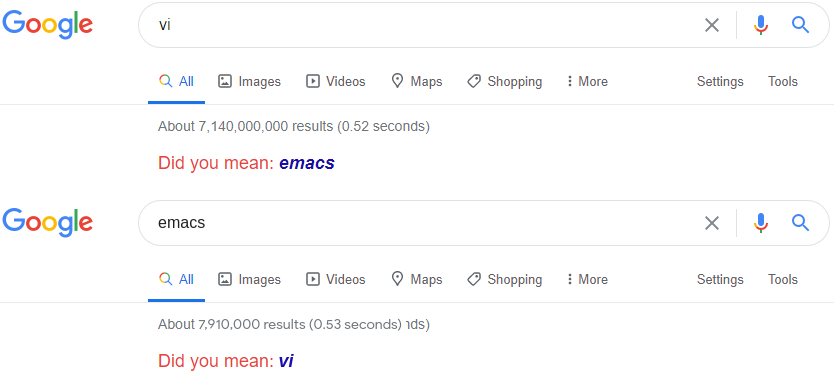 Google vi
All Images Videos Maps Shopping More Settings Tools
About 7,140,000,000 results (0.52 seconds)
Did you mean: emacs
Google emacs
All Images Videos Maps Shopping More Settings Tools
About 7,910,000 results (0.53 seconds) nds)
Did you mean: vi